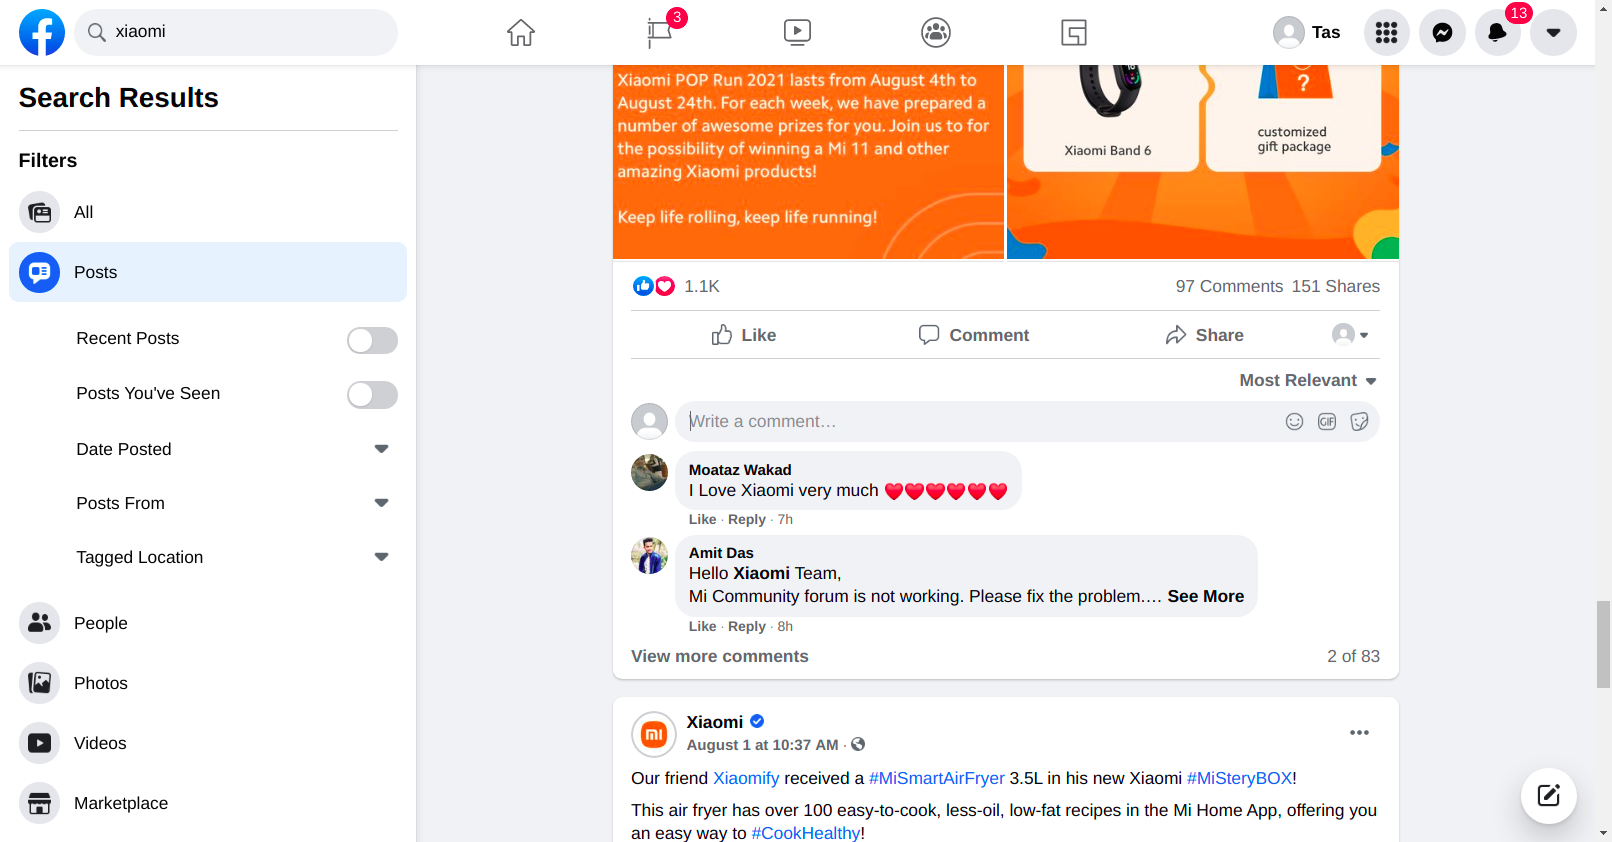 xiaomi
3
Tas
13
Search Results
Filters
All
Posts
Recent Posts
Posts You've Seen
Date Posted
Posts From
Tagged Location
People
Photos
Videos
Marketplace
Xiaomi POP Run 2021 lasts from August 4th to
August 24th. For each week, we have prepared a
number of awesome prizes for you. Join us to for
the possibility of winning a Mi 11 and other
amazing Xiaomi products!
Keep life rolling, keep life running!
Xiaomi Band 6
?
customized
gift package
1.1K
97 Comments 151 Shares
Like
Comment
Share
Most Relevant
Write a comment…
GIF
Moataz Wakad
I Love Xiaomi very much ❤❤❤❤❤❤
Like · Reply · 7h
Amit Das
Hello Xiaomi Team,
Mi Community forum is not working. Please fix the problem.… See More
Like · Reply · 8h
View more comments
2 of 83
Xiaomi
August 1 at 10:37 AM ·
Our friend Xiaomify received a #MiSmartAirFryer 3.5L in his new Xiaomi #MiSteryBOX!
This air fryer has over 100 easy-to-cook, less-oil, low-fat recipes in the Mi Home App, offering you
an easy way to #CookHealthy!